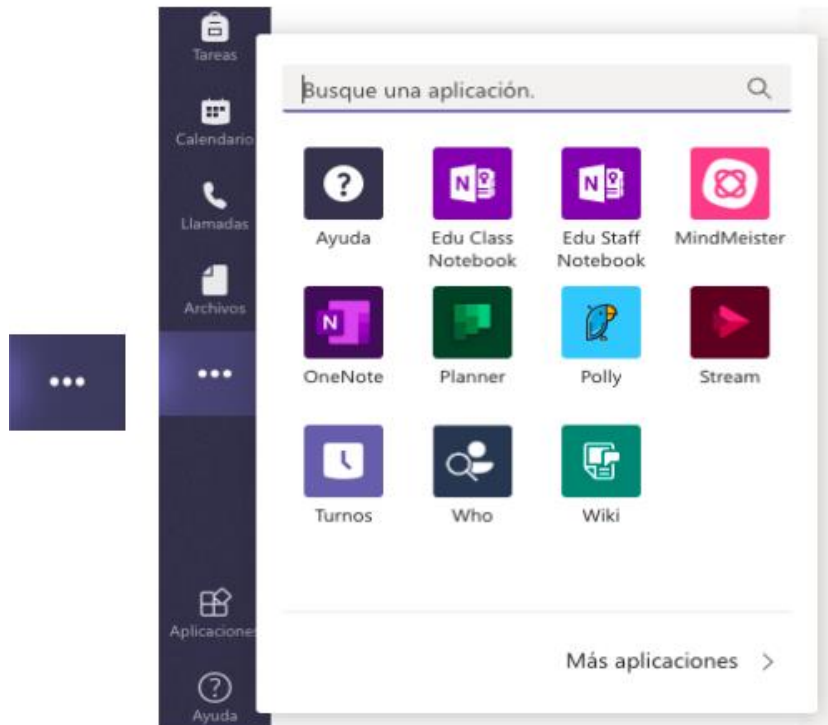 Tareas
Calendario
Llamadas
Archivos
Aplicaciones
Ayuda
Busque una aplicación.
Ayuda
Edu Class
Notebook
Edu Staff
Notebook
MindMeister
OneNote
Planner
Polly
Stream
Turnos
Who
Wiki
Más aplicaciones